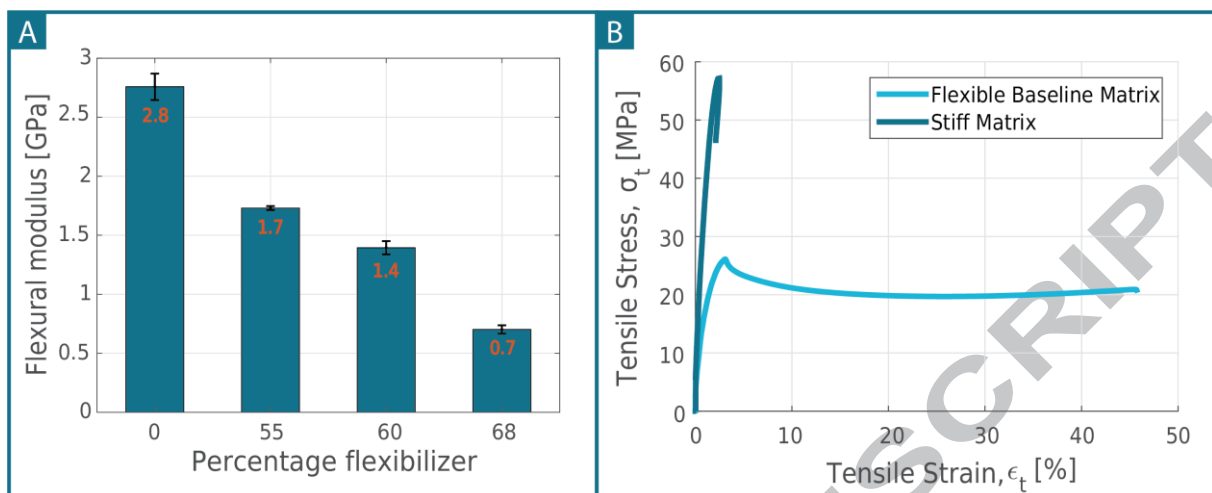 A
Flexural modulus [GPa]
3
2.5
2
1.5
1
0.5
0
2.8
1.7
1.4
0.7
0 55 60 68
Percentage flexibilizer
B
Tensile Stress, σt [MPa]
60
50
40
30
20
10
0
Flexible Baseline Matrix
Stiff Matrix
0 10 20 30 40 50
Tensile Strain, ϵt [%]
SCRIPT